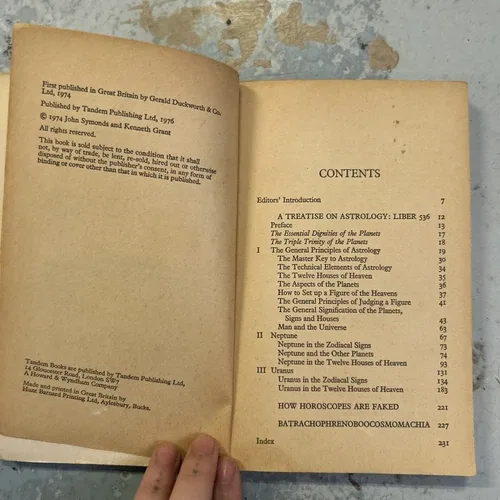 First published in Great Britain by Gerald Duckworth & Co.
Ltd, 1974
Published by Tandem Publishing Ltd, 1976
© 1974 John Symonds and Kenneth Grant
All rights reserved.
This book is sold subject to the condition that it shall
not, by way of trade, be lent, re-sold, hired out or otherwise
disposed of without the publisher's consent, in any form of
binding or cover other than that in which it is published.
Tandem Books are published by Tandem Publishing Ltd,
14 Gloucester Road, London SW7
A Howard & Wyndham Company
Made and printed in Great Britain by
Hunt Barnard Printing Ltd, Aylesbury, Bucks.
CONTENTS
Editors' Introduction 7
A TREATISE ON ASTROLOGY: LIBER 536 12
Preface 13
The Essential Dignities of the Planets 17
The Triple Trinity of the Planets 18
I The General Principles of Astrology 19
The Master Key to Astrology 30
The Technical Elements of Astrology 34
The Twelve Houses of Heaven 35
The Aspects of the Planets 36
How to Set up a Figure of the Heavens 37
The General Principles of Judging a Figure 41
The General Signification of the Planets,
Signs and Houses 43
Man and the Universe 63
II Neptune 67
Neptune in the Zodiacal Signs 73
Neptune and the Other Planets 74
Neptune in the Twelve Houses of Heaven 93
III Uranus 131
Uranus in the Zodiacal Signs 134
Uranus in the Twelve Houses of Heaven 183
HOW HOROSCOPES ARE FAKED 221
BATRACHOPHRENOBOOCOSMOMACHIA 227
Index 231